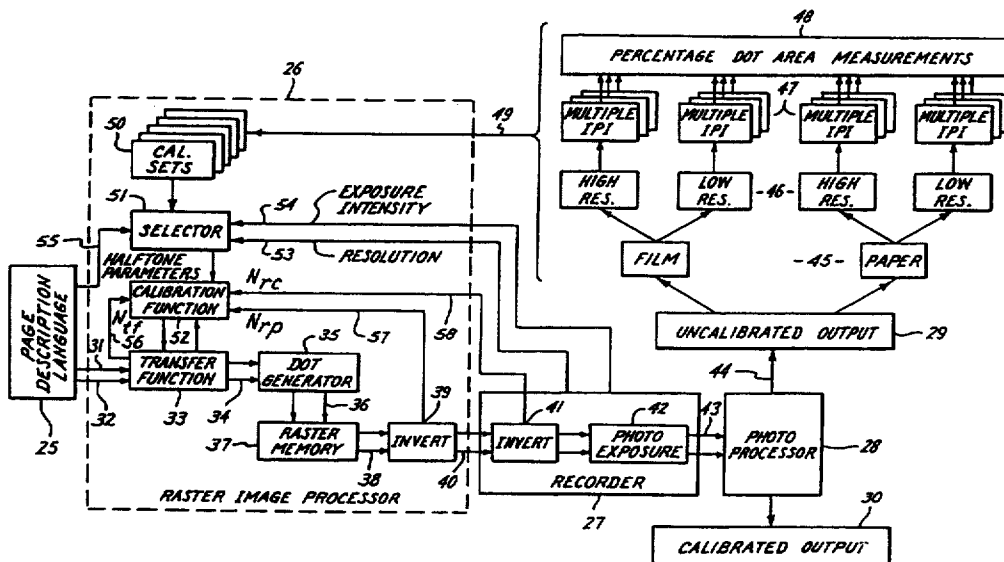 48
PERCENTAGE DOT AREA MEASUREMENTS
26
47
MULTIPLE IPI
MULTIPLE IPI
MULTIPLE IPI
MULTIPLE IPI
49
50
CAL. SETS
HIGH RES.
LOW RES.
-46-
HIGH RES.
LOW RES.
51
54
EXPOSURE INTENSITY
SELECTOR
53
RESOLUTION
55
FILM
-45-
PAPER
HALFTONE PARAMETERS
CALIBRATION FUNCTION
Nrc
58
52
Ntf
56
Nrp
57
UNCALIBRATED OUTPUT
29
PAGE DESCRIPTION LANGUAGE
25
31
32
TRANSFER FUNCTION
33
34
35
DOT GENERATOR
36
44
37
RASTER MEMORY
38
39
INVERT
40
41
INVERT
42
PHOTO EXPOSURE
43
PHOTO PROCESSOR
28
RECORDER
27
RASTER IMAGE PROCESSOR
30
CALIBRATED OUTPUT